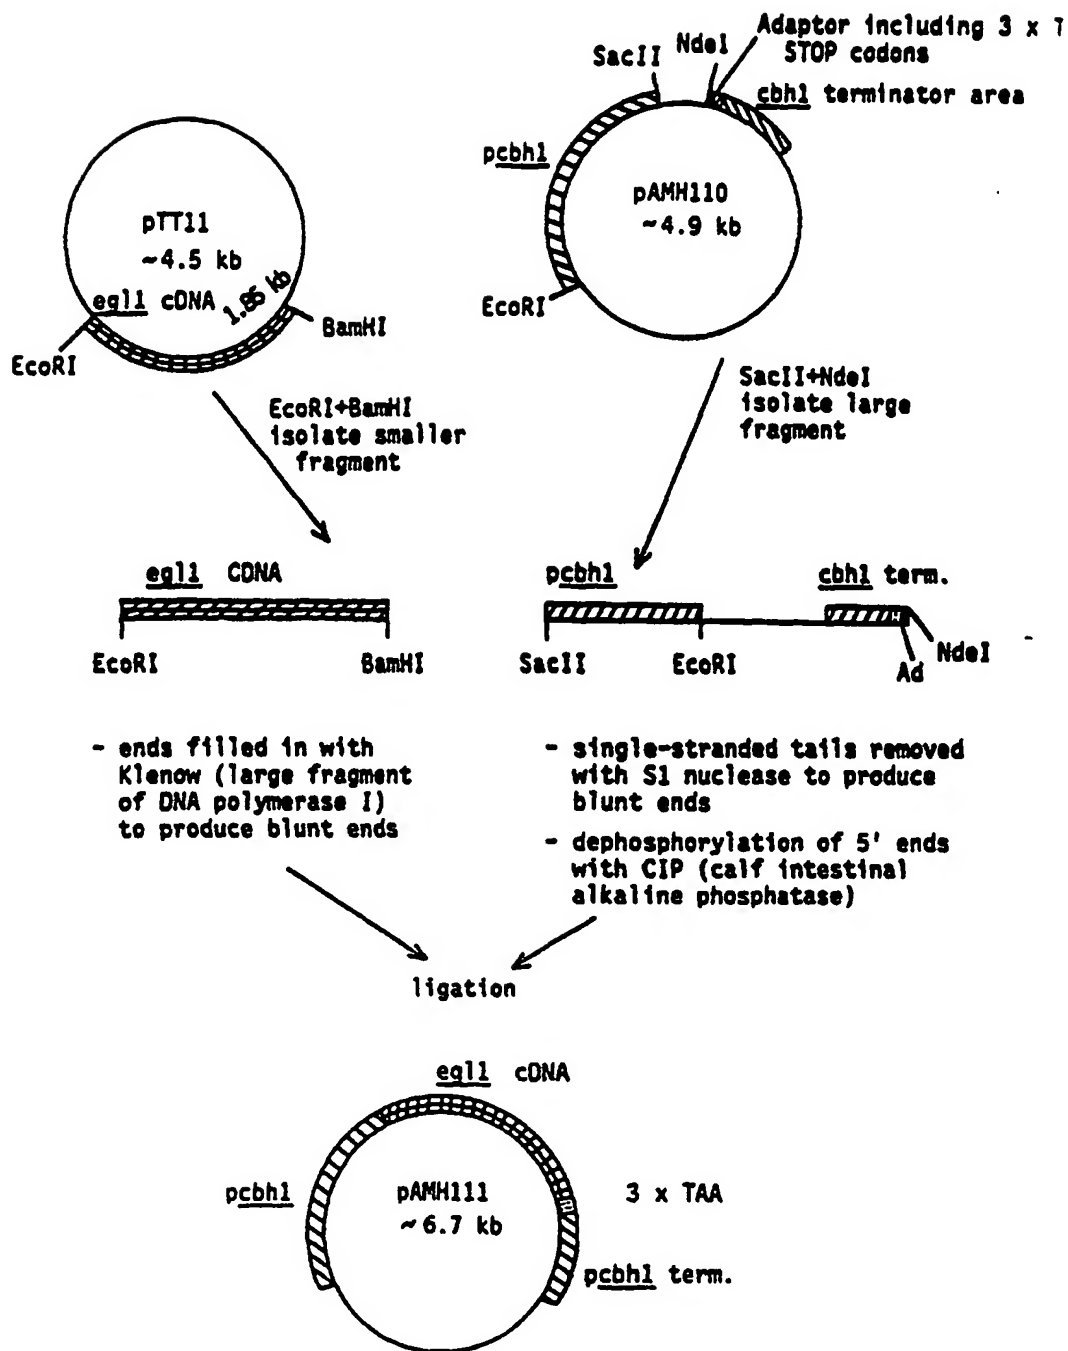 Adaptor including 3 x T
STOP codons
SacII
NdeI
cbh1 terminator area
pcbh1
pTT11
~4.5 kb
egl1 cDNA
1.86 kb
pAMH110
~4.9 kb
EcoRI
BamHI
EcoRI
EcoRI+BamHI
isolate smaller
fragment
SacII+NdeI
isolate large
fragment
egl1 CDNA
pcbh1
cbh1 term.
EcoRI
BamHI
SacII
EcoRI
Ad
NdeI
- ends filled in with
Klenow (large fragment
of DNA polymerase I)
to produce blunt ends
- single-stranded tails removed
with S1 nuclease to produce
blunt ends
- dephosphorylation of 5' ends
with CIP (calf intestinal
alkaline phosphatase)
ligation
egl1 cDNA
pcbh1
pAMH111
~6.7 kb
3 x TAA
pcbh1 term.